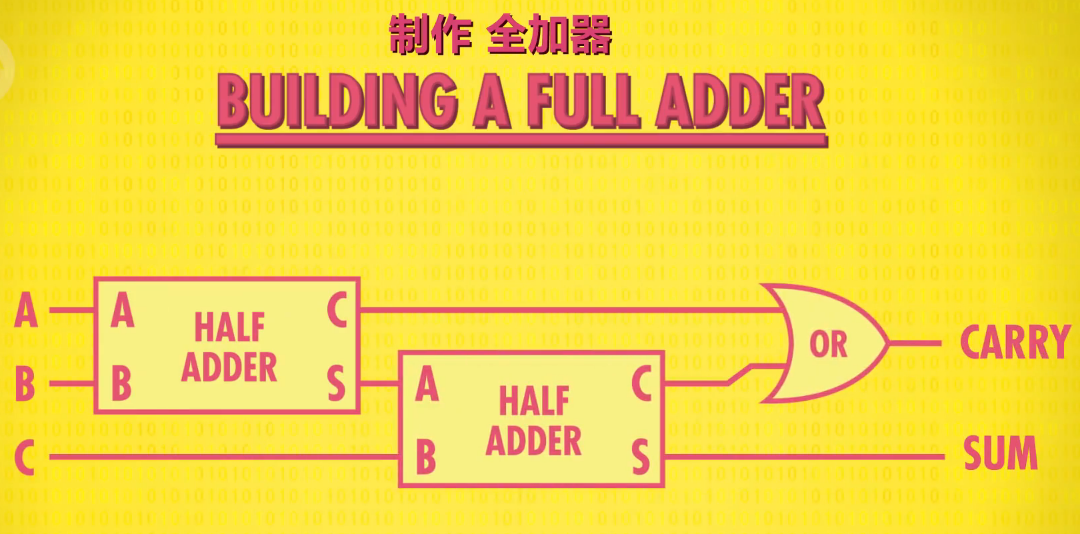 制作 全加器
BUILDING A FULL ADDER
A
A
HALF
ADDER
C
B
B
S
A
HALF
ADDER
C
C
B
S
OR
CARRY
SUM